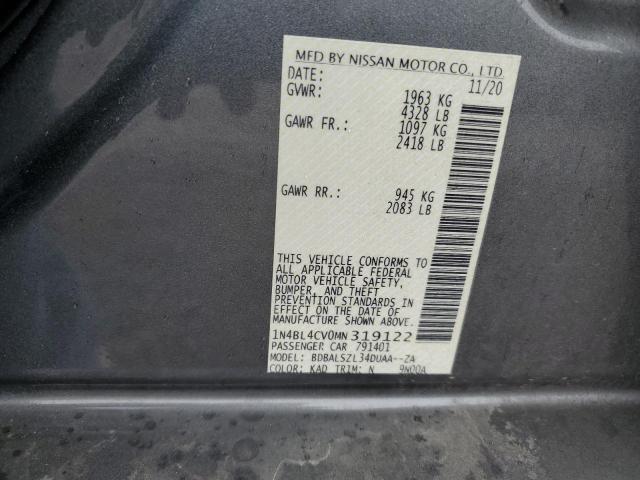 MFD BY NISSAN MOTOR CO., LTD
DATE: 11/20
GVWR: 1963 KG
4328 LB
GAWR FR.: 1097 KG
2418 LB
GAWR RR.: 945 KG
2083 LB
THIS VEHICLE CONFORMS TO
ALL APPLICABLE FEDERAL
MOTOR VEHICLE SAFETY,
BUMPER, AND THEFT
PREVENTION STANDARDS IN
EFFECT ON THE DATE OF
MANUFACTURE SHOWN ABOVE.
1N4BL4CV0MN319122
PASSENGER CAR 791401
MODEL: BDBALSZL34DUAA--ZA
COLOR: KAD TRIM: N 9N00A